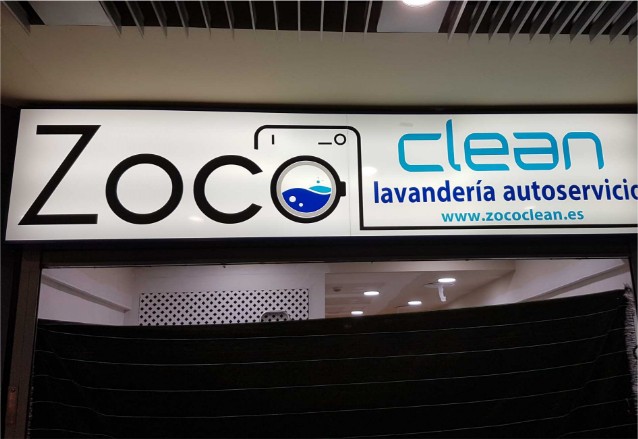 Zoco clean
lavandería autoservicio
www.zococlean.es